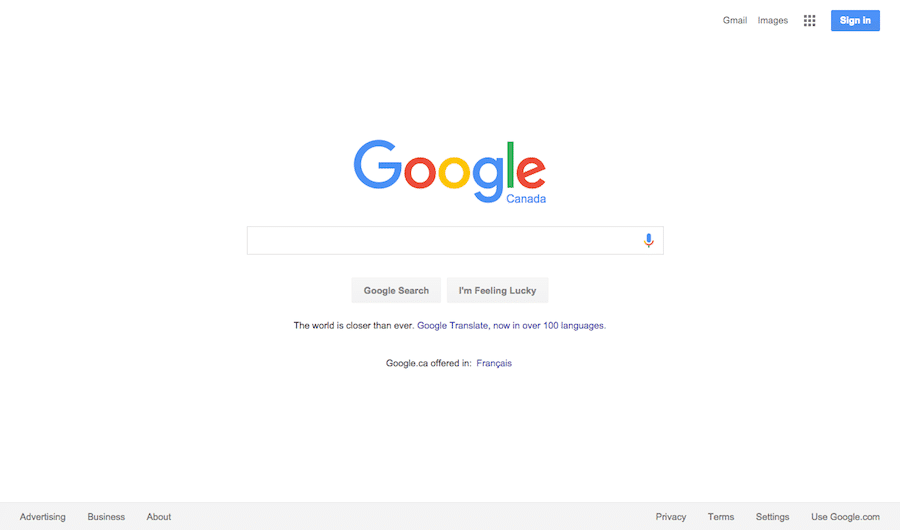 Gmail Images Sign in
Google
Canada
Google Search I'm Feeling Lucky
The world is closer than ever. Google Translate, now in over 100 languages.
Google.ca offered in: Français
Advertising Business About Privacy Terms Settings Use Google.com